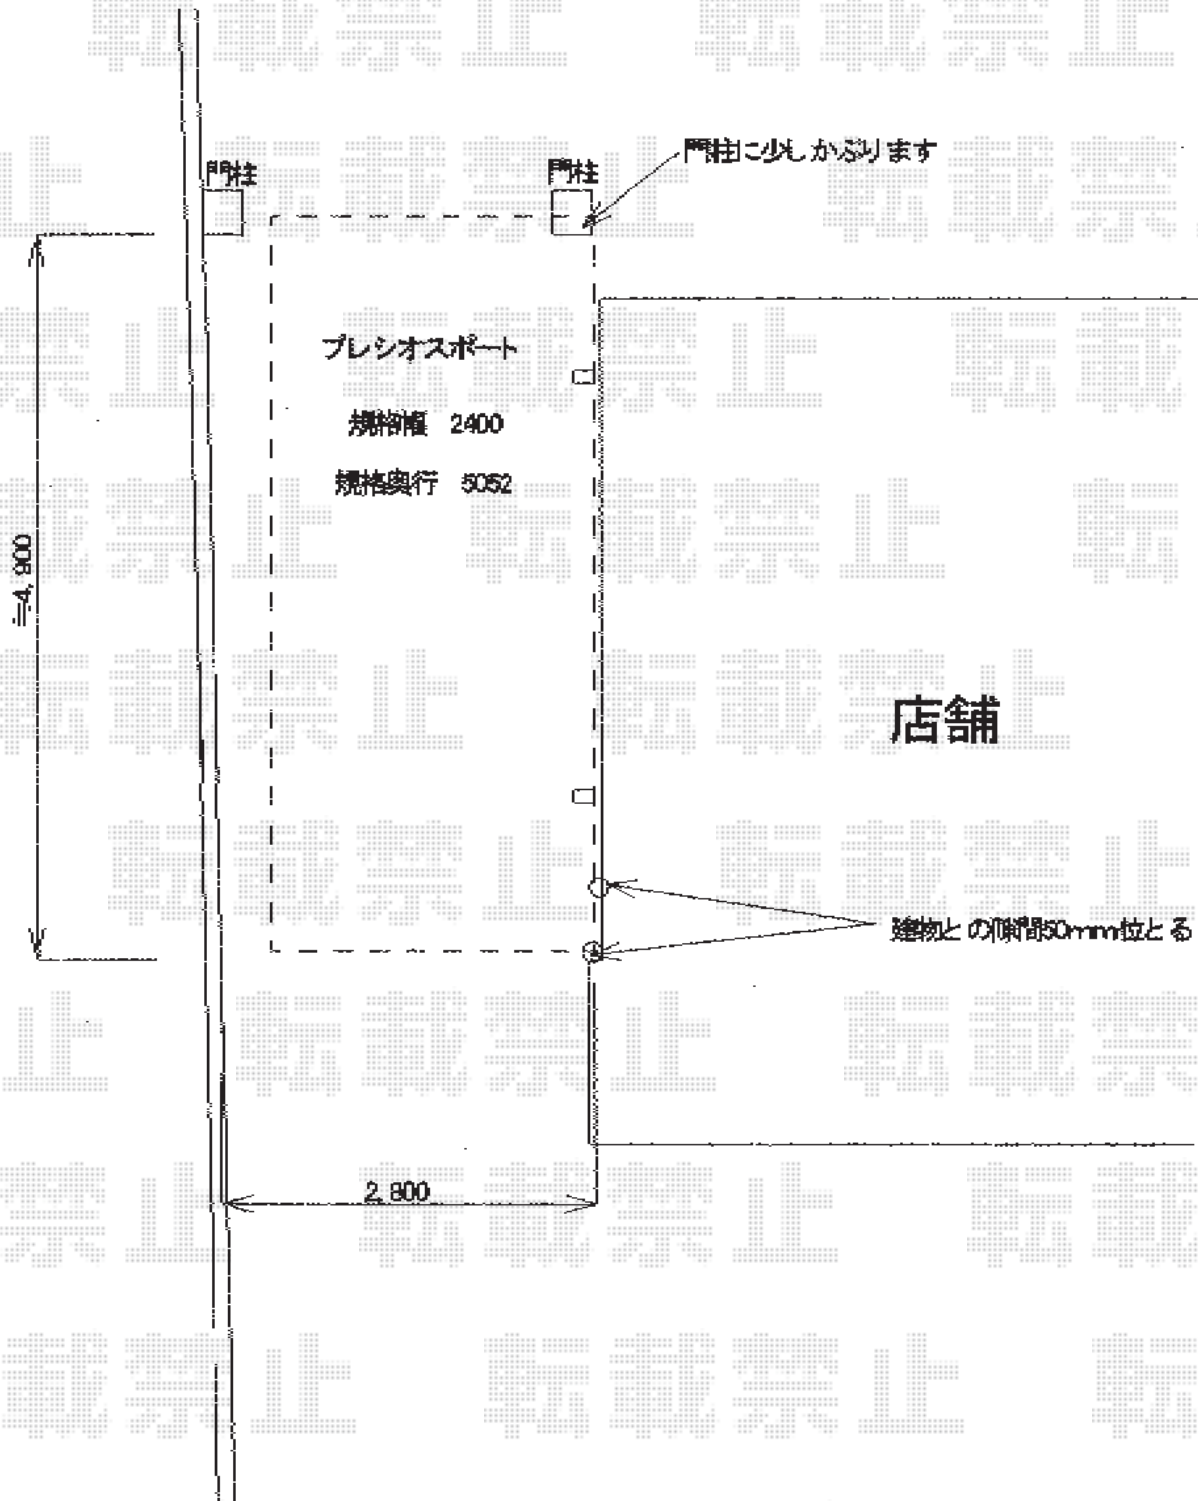 門柱に少しかぶります
門柱
門柱
プレシオスポート
規格幅 2400
規格奥行 5052
≒4,900
店舗
建物との隙間50mm位とる
2,800
転載禁止